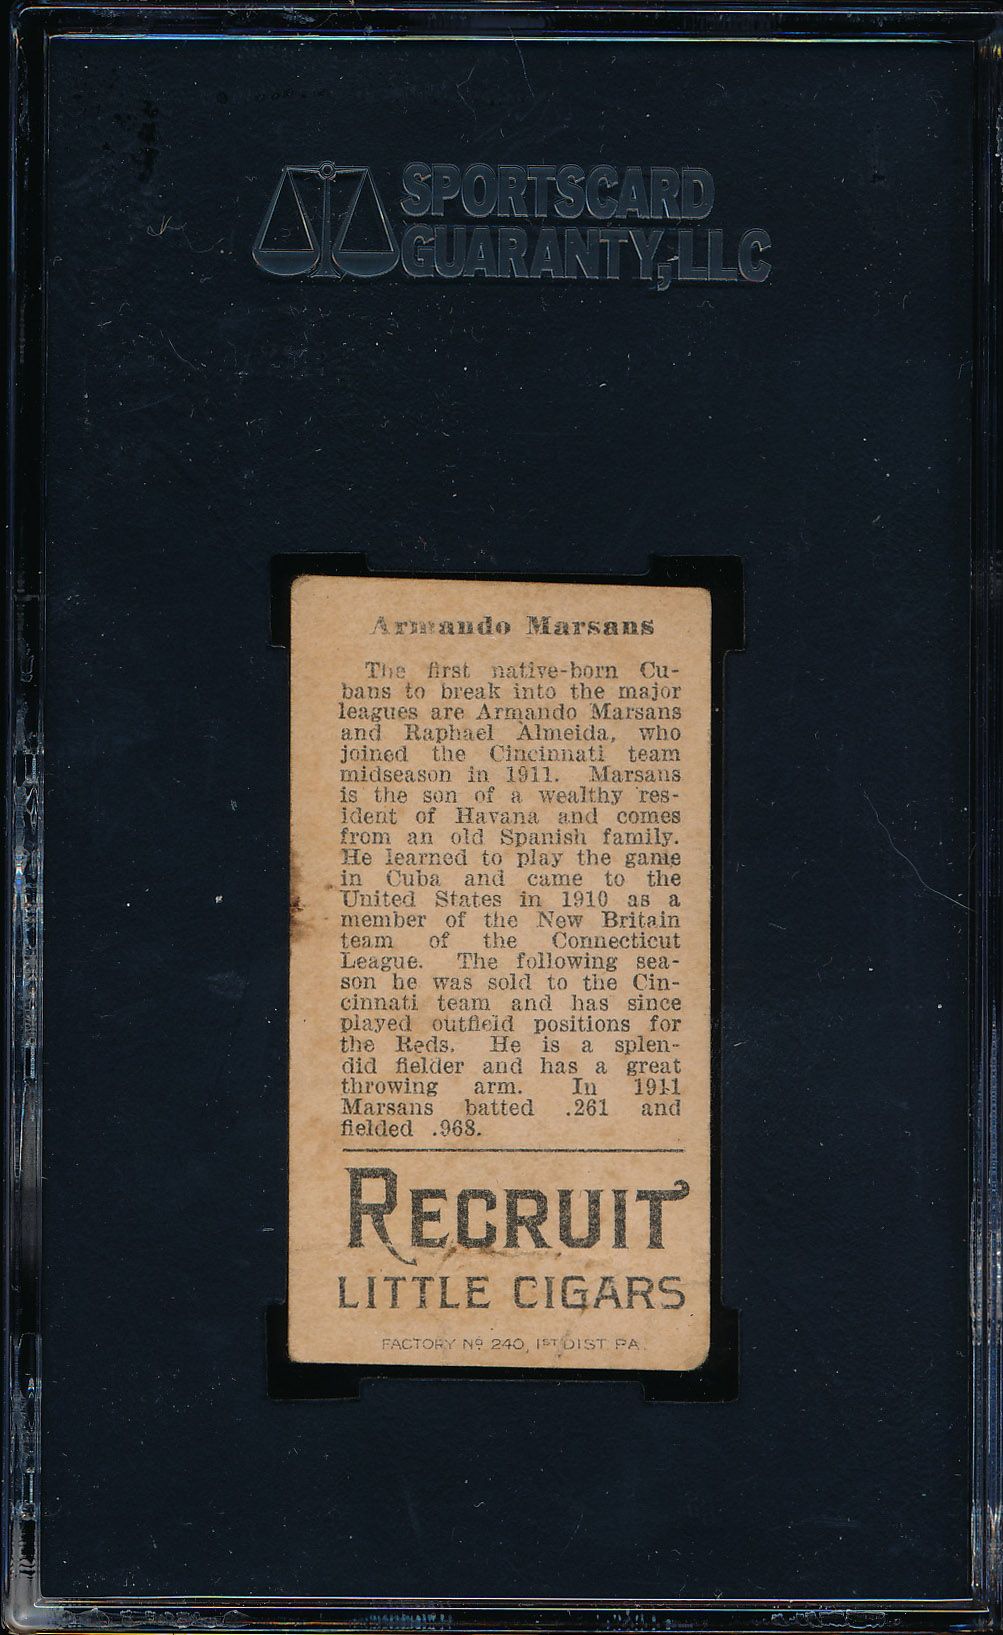 SPORTSCARD
GUARANTY, LLC
Armando Marsans
The first native-born Cu-
bans to break into the major
leagues are Armando Marsans
and Raphael Almeida, who
joined the Cincinnati team
midseason in 1911. Marsans
is the son of a wealthy res-
ident of Havana and comes
from an old Spanish family.
He learned to play the game
in Cuba and came to the
United States in 1910 as a
member of the New Britain
team of the Connecticut
League. The following sea-
son he was sold to the Cin-
cinnati team and has since
played outfield positions for
the Reds. He is a splen-
did fielder and has a great
throwing arm. In 1911
Marsans batted .261 and
fielded .968.
RECRUIT
LITTLE CIGARS
FACTORY Nº 240, 1ST DIST. PA.